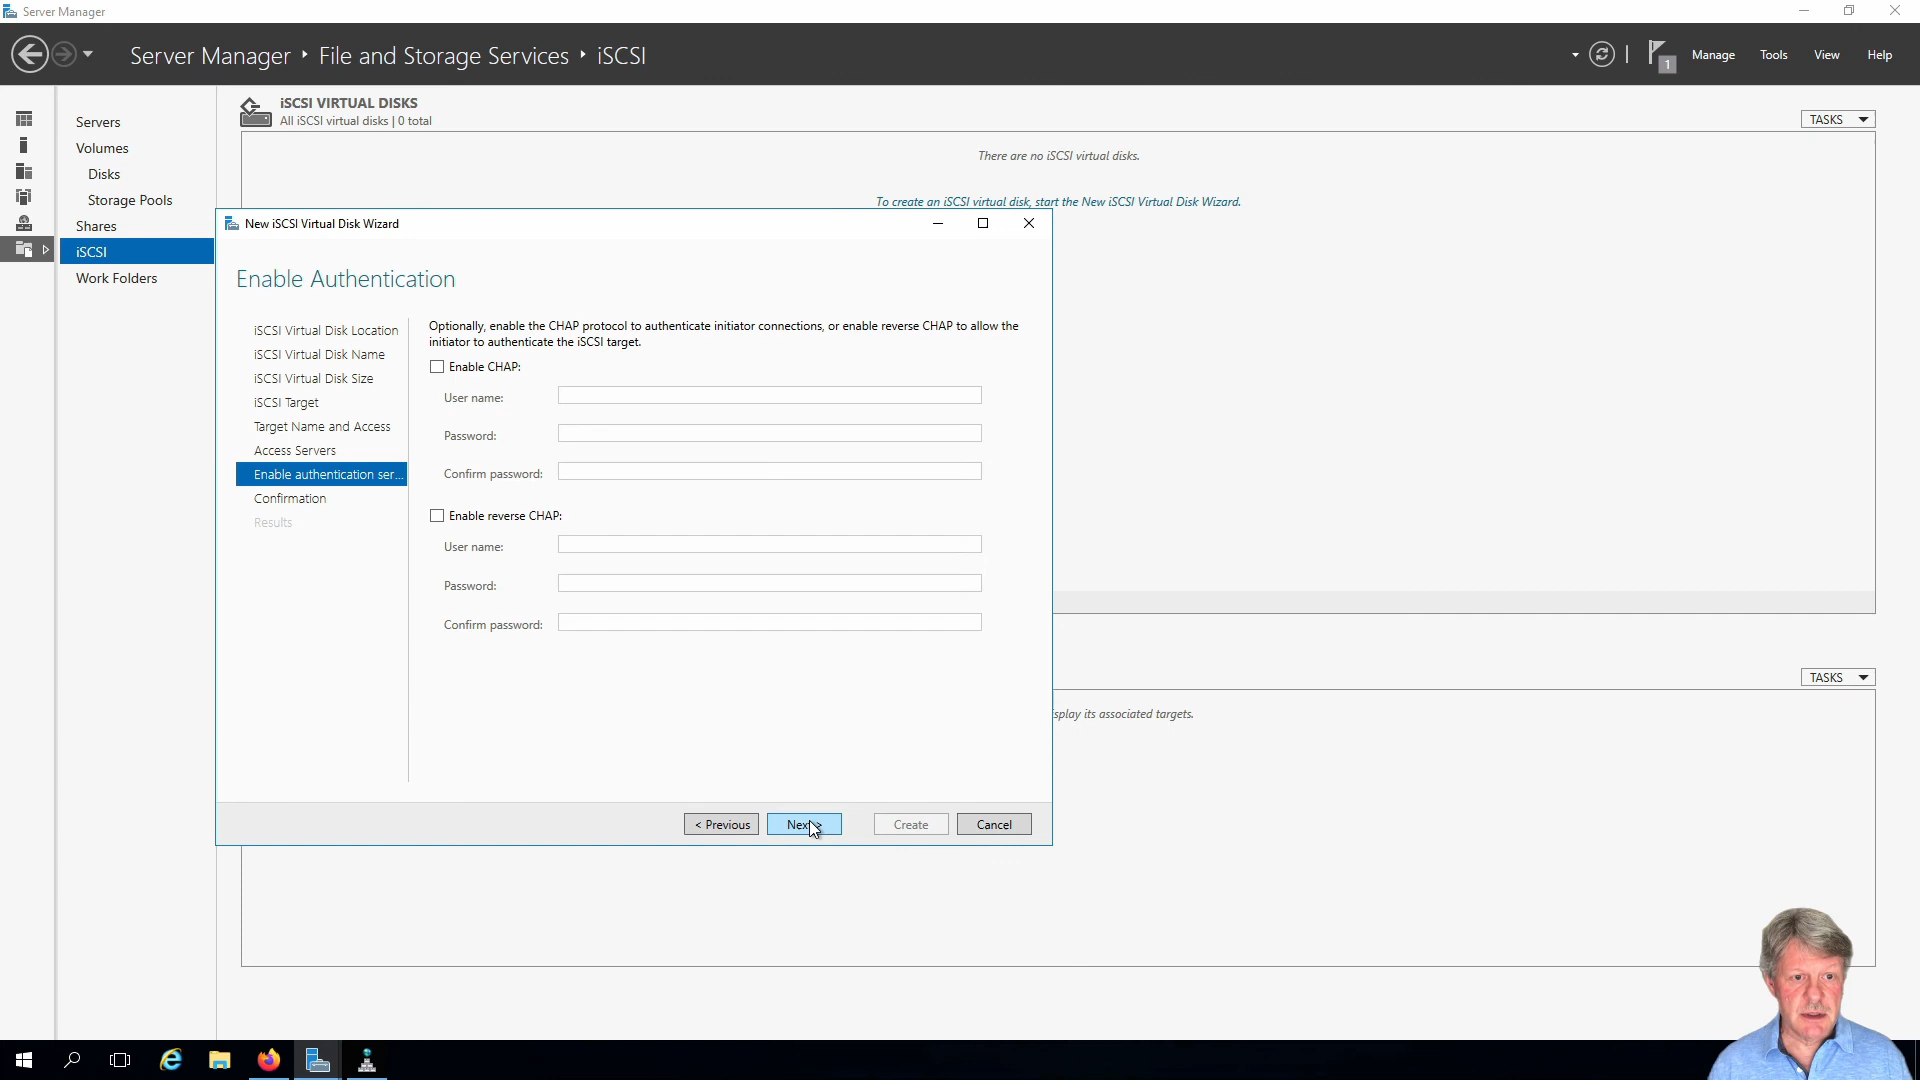 Server Manager
Server Manager ‣ File and Storage Services ‣ iSCSI
1
Manage
Tools
View
Help
Servers
Volumes
Disks
Storage Pools
Shares
iSCSI
Work Folders
iSCSI VIRTUAL DISKS
All iSCSI virtual disks | 0 total
TASKS
There are no iSCSI virtual disks.
To create an iSCSI virtual disk, start the New iSCSI Virtual Disk Wizard.
New iSCSI Virtual Disk Wizard
Enable Authentication
iSCSI Virtual Disk Location
iSCSI Virtual Disk Name
iSCSI Virtual Disk Size
iSCSI Target
Target Name and Access
Access Servers
Enable authentication ser...
Confirmation
Results
Optionally, enable the CHAP protocol to authenticate initiator connections, or enable reverse CHAP to allow the
initiator to authenticate the iSCSI target.
Enable CHAP:
User name:
Password:
Confirm password:
Enable reverse CHAP:
User name:
Password:
Confirm password:
< Previous
Next >
Create
Cancel
TASKS
isplay its associated targets.